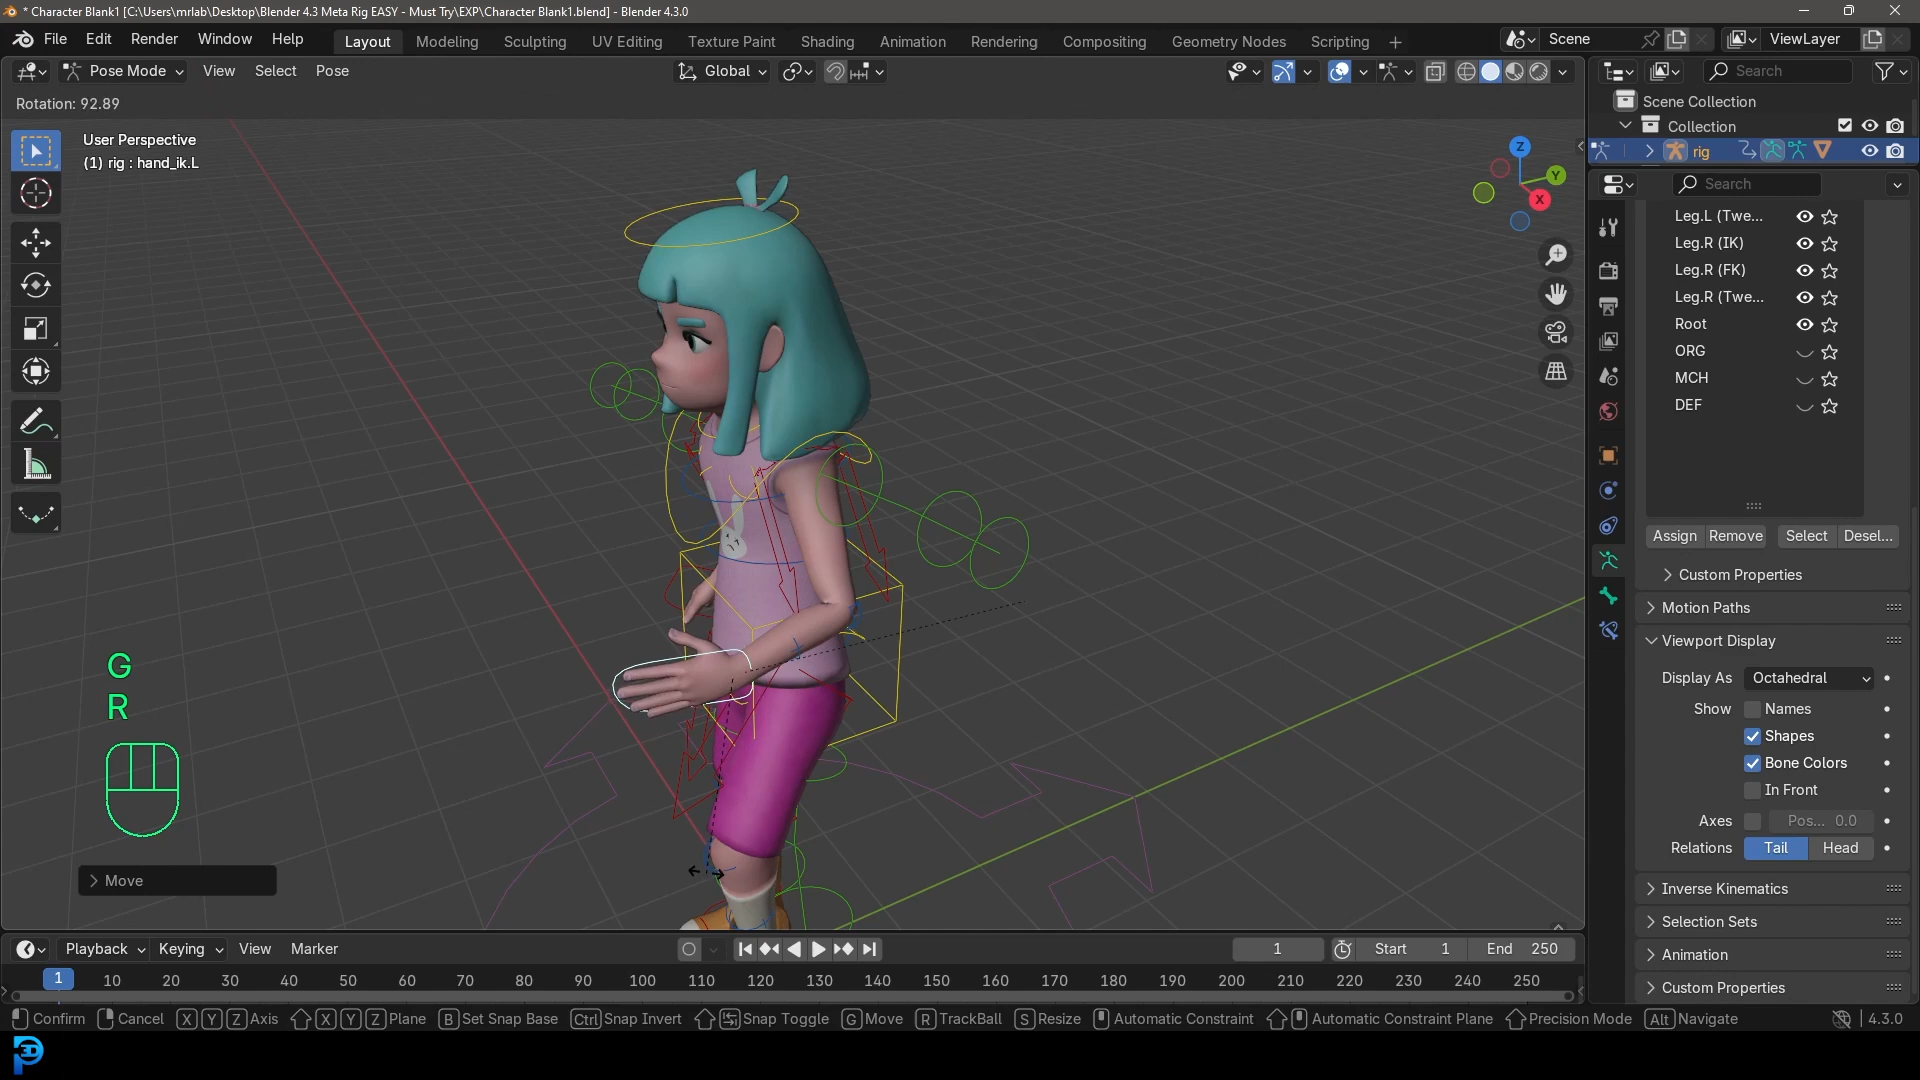 * Character Blank1 [C:\Users\mrlab\Desktop\Blender 4.3 Meta Rig EASY - Must Try\EXP\Character Blank1.blend] - Blender 4.3.0
File Edit Render Window Help Layout Modeling Sculpting UV Editing Texture Paint Shading Animation Rendering Compositing Geometry Nodes Scripting + Scene ViewLayer
Pose Mode View Select Pose Global Search
Rotation: 92.89
Scene Collection
Collection
rig
User Perspective
(1) rig : hand_ik.L
Z
Y
X
Search
Leg.L (Twe...
Leg.R (IK)
Leg.R (FK)
Leg.R (Twe...
Root
ORG
MCH
DEF
Assign Remove Select Desel...
Custom Properties
Motion Paths
Viewport Display
Display As Octahedral
Show Names
Shapes
Bone Colors
In Front
Axes Pos... 0.0
Relations Tail Head
Inverse Kinematics
Selection Sets
Animation
Custom Properties
G
R
Move
Playback Keying View Marker 1 Start 1 End 250
1 10 20 30 40 50 60 70 80 90 100 110 120 130 140 150 160 170 180 190 200 210 220 230 240 250
Confirm Cancel X Y Z Axis X Y Z Plane B Set Snap Base Ctrl Snap Invert Snap Toggle G Move R TrackBall S Resize Automatic Constraint Automatic Constraint Plane Precision Mode Alt Navigate 4.3.0